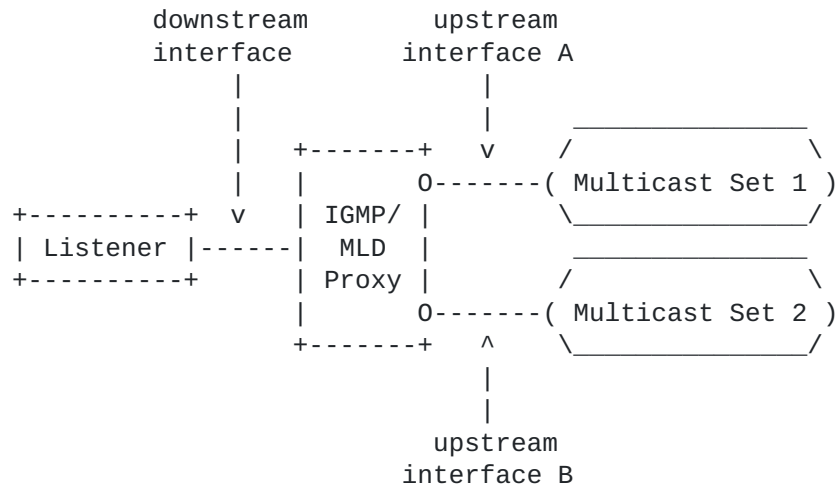 downstream upstream
interface interface A
Multicast Set 1
IGMP/
Listener MLD
Proxy
Multicast Set 2
upstream
interface B